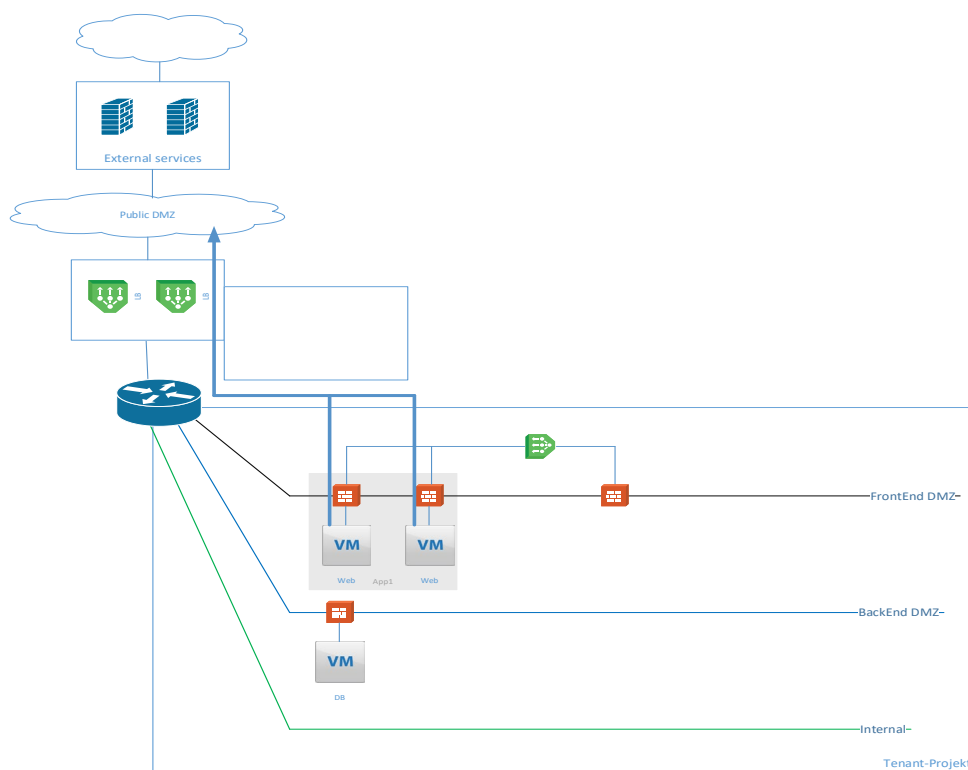 External services
Public DMZ
LB
LB
FrontEnd DMZ
VM
VM
Web
App1
Web
BackEnd DMZ
VM
DB
Internal
Tenant-Projekt